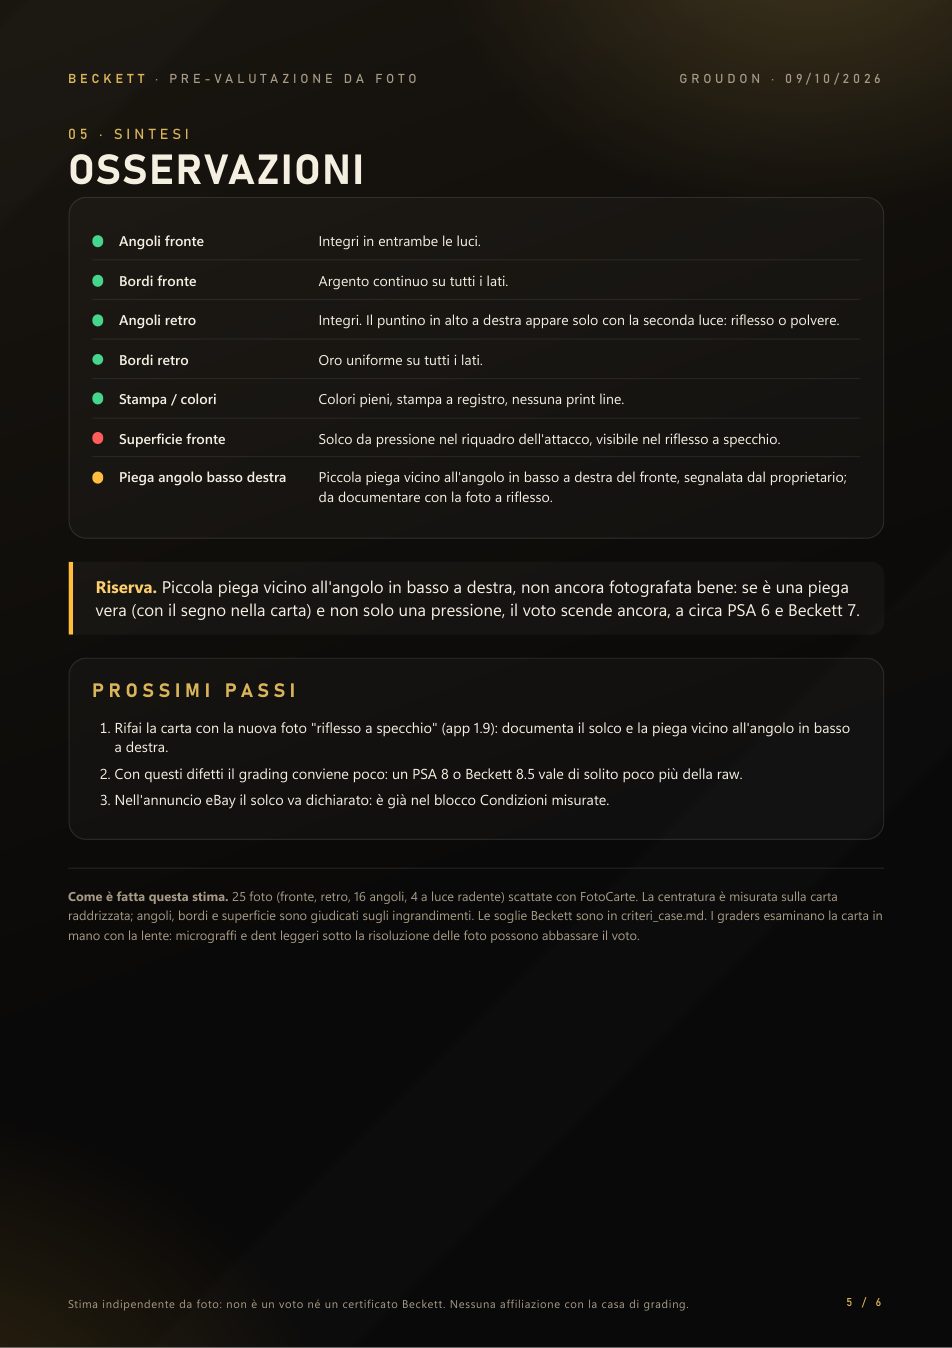 BECKETT · PRE-VALUTAZIONE DA FOTO
GROUDON · 09/10/2026
05 · SINTESI
OSSERVAZIONI
Angoli fronte Integri in entrambe le luci.
Bordi fronte Argento continuo su tutti i lati.
Angoli retro Integri. Il puntino in alto a destra appare solo con la seconda luce: riflesso o polvere.
Bordi retro Oro uniforme su tutti i lati.
Stampa / colori Colori pieni, stampa a registro, nessuna print line.
Superficie fronte Solco da pressione nel riquadro dell'attacco, visibile nel riflesso a specchio.
Piega angolo basso destra Piccola piega vicino all'angolo in basso a destra del fronte, segnalata dal proprietario;
da documentare con la foto a riflesso.
Riserva. Piccola piega vicino all'angolo in basso a destra, non ancora fotografata bene: se è una piega
vera (con il segno nella carta) e non solo una pressione, il voto scende ancora, a circa PSA 6 e Beckett 7.
PROSSIMI PASSI
1. Rifai la carta con la nuova foto "riflesso a specchio" (app 1.9): documenta il solco e la piega vicino all'angolo in basso
a destra.
2. Con questi difetti il grading conviene poco: un PSA 8 o Beckett 8.5 vale di solito poco più della raw.
3. Nell'annuncio eBay il solco va dichiarato: è già nel blocco Condizioni misurate.
Come è fatta questa stima. 25 foto (fronte, retro, 16 angoli, 4 a luce radente) scattate con FotoCarte. La centratura è misurata sulla carta
raddrizzata; angoli, bordi e superficie sono giudicati sugli ingrandimenti. Le soglie Beckett sono in criteri_case.md. I graders esaminano la carta in
mano con la lente: micrograffi e dent leggeri sotto la risoluzione delle foto possono abbassare il voto.
Stima indipendente da foto: non è un voto né un certificato Beckett. Nessuna affiliazione con la casa di grading.
5 / 6